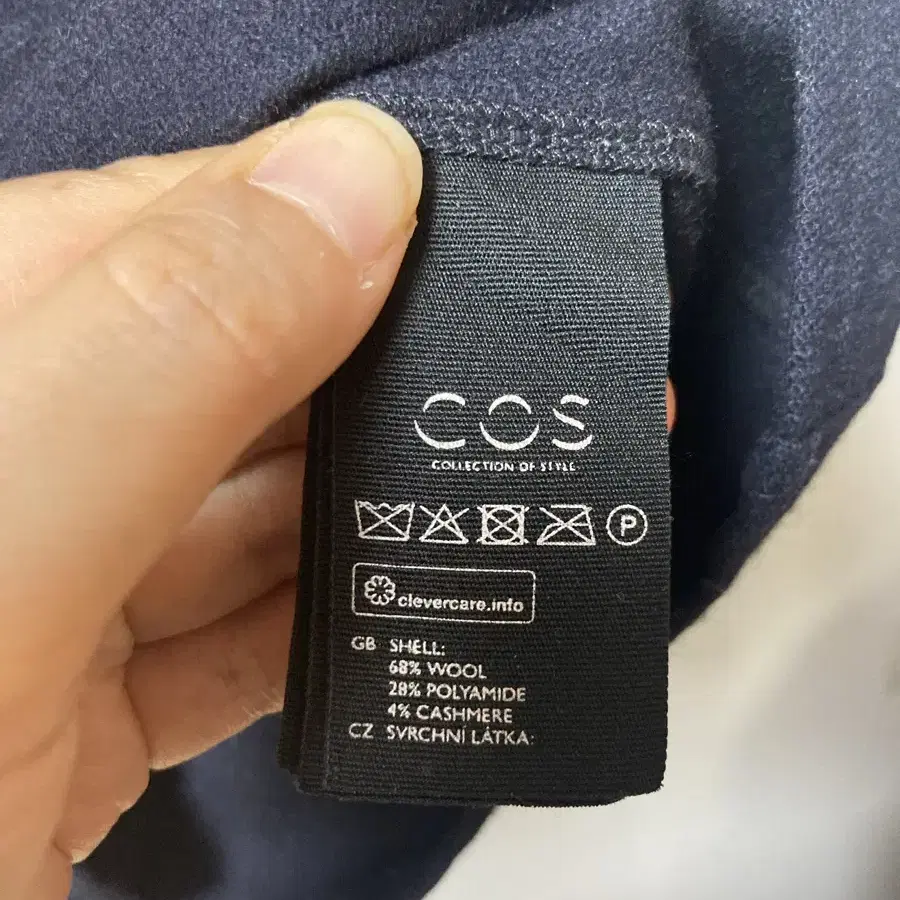 COS
COLLECTION OF STYLE
P
clevercare.info
GB SHELL:
68% WOOL
28% POLYAMIDE
4% CASHMERE
CZ SVRCHNÍ LÁTKA: